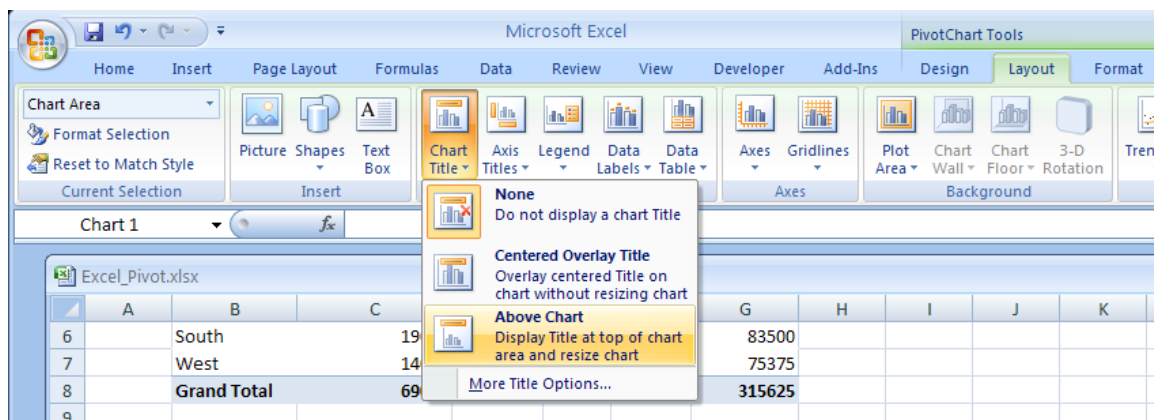 Microsoft Excel
PivotChart Tools
Home Insert Page Layout Formulas Data Review View Developer Add-Ins Design Layout Format
Chart Area
Format Selection
Reset to Match Style
Current Selection
Picture Shapes Text Box
Insert
Chart Title Axis Titles Legend Data Labels Data Table
Axes Gridlines
Axes
Plot Area Chart Wall Chart Floor 3-D Rotation
Background
None
Do not display a chart Title
Centered Overlay Title
Overlay centered Title on
chart without resizing chart
Above Chart
Display Title at top of chart
area and resize chart
More Title Options...
Chart 1 fx
Excel_Pivot.xlsx
A B C G H I J K
6 South 83500
7 West 75375
8 Grand Total 315625
9